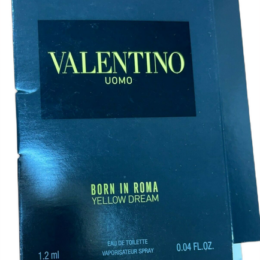 VALENTINO
UOMO
BORN IN ROMA
YELLOW DREAM
EAU DE TOILETTE
VAPORISATEUR SPRAY
1.2 ml
0.04 FL.OZ.